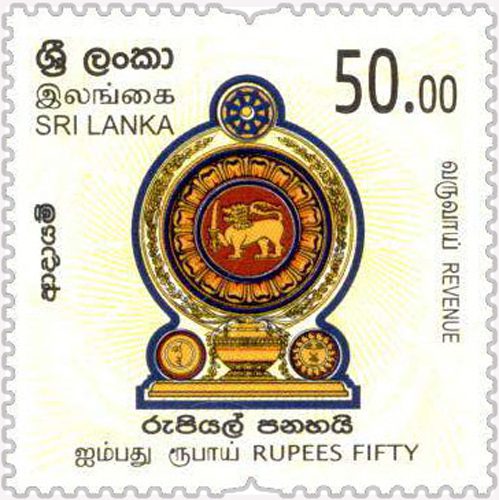 ශ්‍රී ලංකා
இலங்கை
SRI LANKA
50.00
ආදායම්
வருவாய் REVENUE
රුපියල් පනහයි
ஐம்பது ரூபாய் RUPEES FIFTY